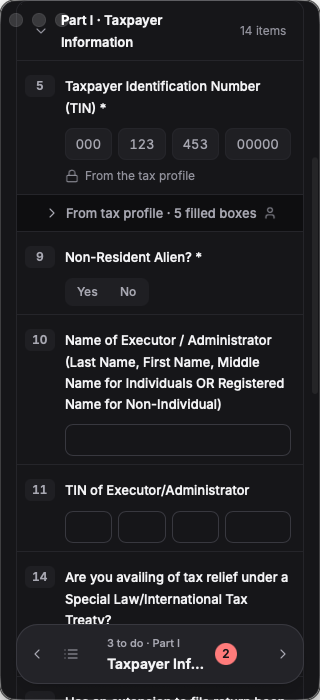 Part I · Taxpayer
Information
14 items
5
Taxpayer Identification Number
(TIN) *
000 123 453 00000
From the tax profile
From tax profile · 5 filled boxes
9
Non-Resident Alien? *
Yes No
10
Name of Executor / Administrator
(Last Name, First Name, Middle
Name for Individuals OR Registered
Name for Non-Individual)
11
TIN of Executor/Administrator
14
Are you availing of tax relief under a
Special Law/International Tax
Treaty?
3 to do · Part I
Taxpayer Inf...
2